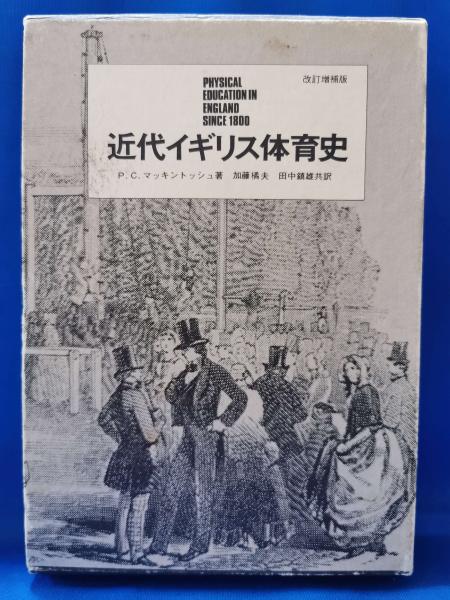 PHYSICAL
EDUCATION IN
ENGLAND
SINCE 1800
改訂増補版
近代イギリス体育史
P.C.マッキントッシュ著 加藤橘夫 田中鎮雄共訳